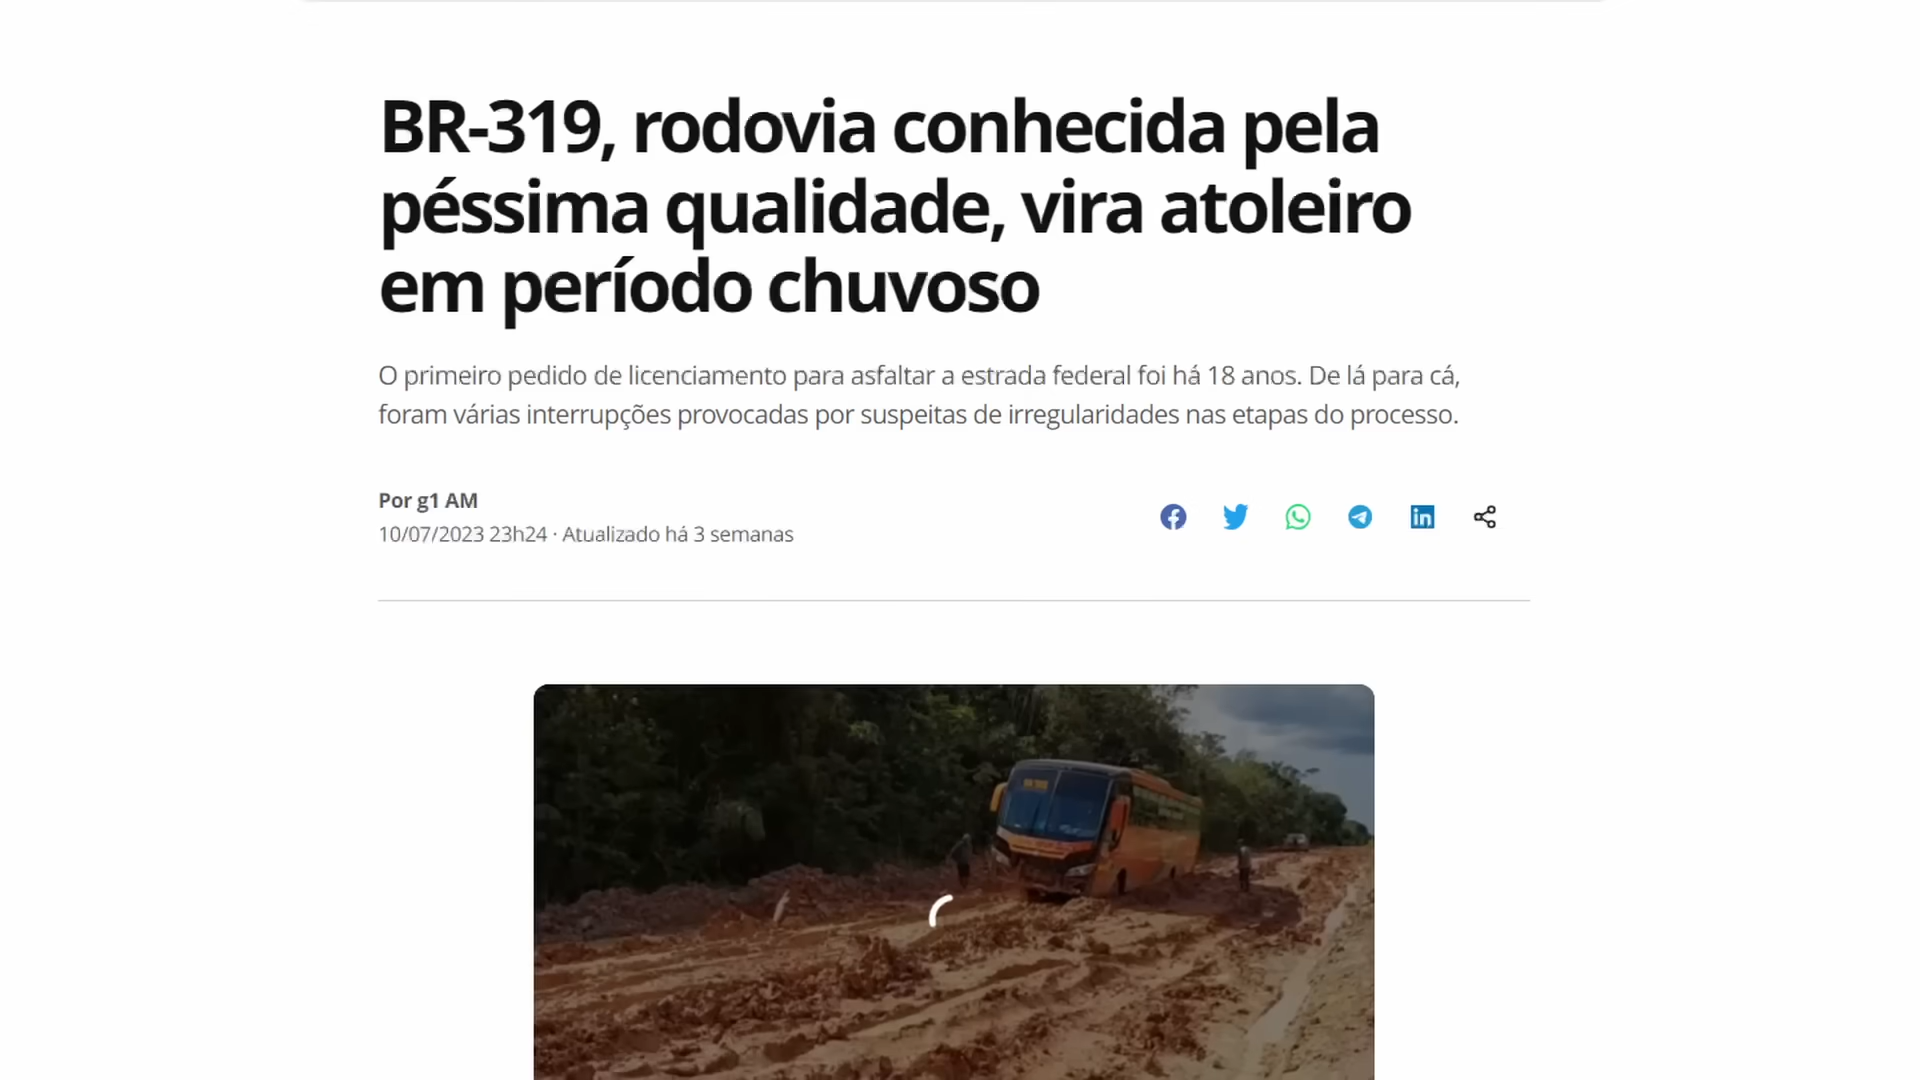 BR-319, rodovia conhecida pela
péssima qualidade, vira atoleiro
em período chuvoso
O primeiro pedido de licenciamento para asfaltar a estrada federal foi há 18 anos. De lá para cá,
foram várias interrupções provocadas por suspeitas de irregularidades nas etapas do processo.
Por g1 AM
10/07/2023 23h24 · Atualizado há 3 semanas